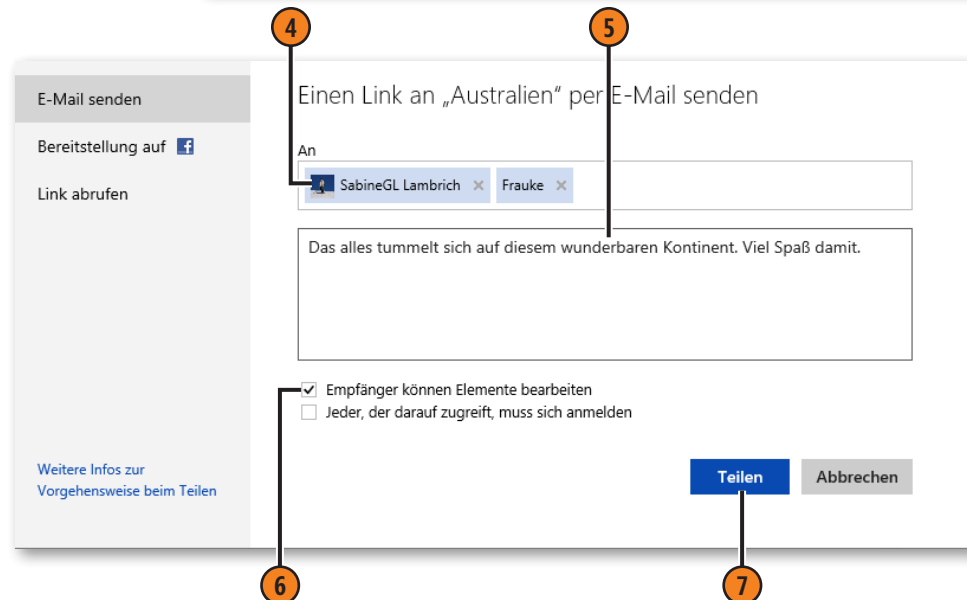 4
5
E-Mail senden
Einen Link an „Australien“ per E-Mail senden
Bereitstellung auf f
An
Link abrufen
SabineGL Lambrich × Frauke ×
Das alles tummelt sich auf diesem wunderbaren Kontinent. Viel Spaß damit.
Empfänger können Elemente bearbeiten
Jeder, der darauf zugreift, muss sich anmelden
Weitere Infos zur
Vorgehensweise beim Teilen
Teilen
Abbrechen
6
7